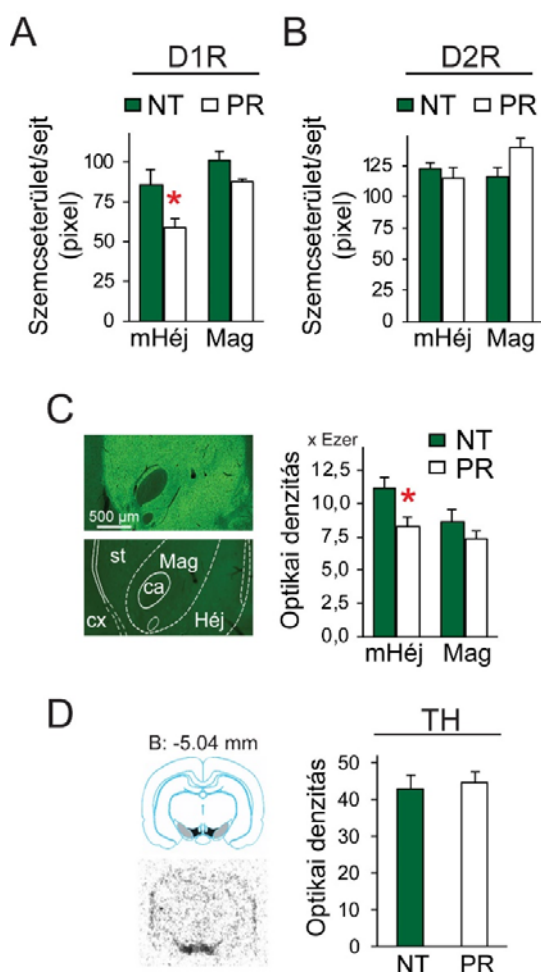 A
D1R
NT PR
Szemcseterület/sejt
(pixel)
100
75
50
25
0
*
mHéj Mag
B
D2R
NT PR
Szemcseterület/sejt
(pixel)
125
100
75
50
25
0
mHéj Mag
C
500 µm
st
Mag
ca
cx
Héj
x Ezer
NT
PR
Optikai denzitás
12,5
10,0
7,5
5,0
2,5
0,0
*
mHéj Mag
D
B: -5.04 mm
TH
Optikai denzitás
50
40
30
20
10
0
NT PR